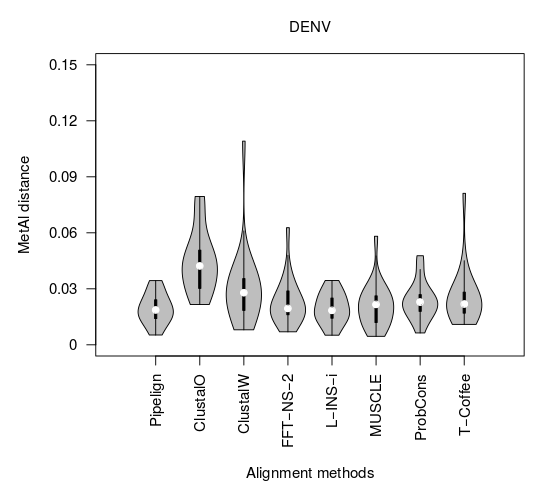 DENV
0.15
0.12
0.09
0.06
0.03
0
MetAl distance
Pipelign
ClustalO
ClustalW
FFT−NS−2
L−INS−i
MUSCLE
ProbCons
T−Coffee
Alignment methods